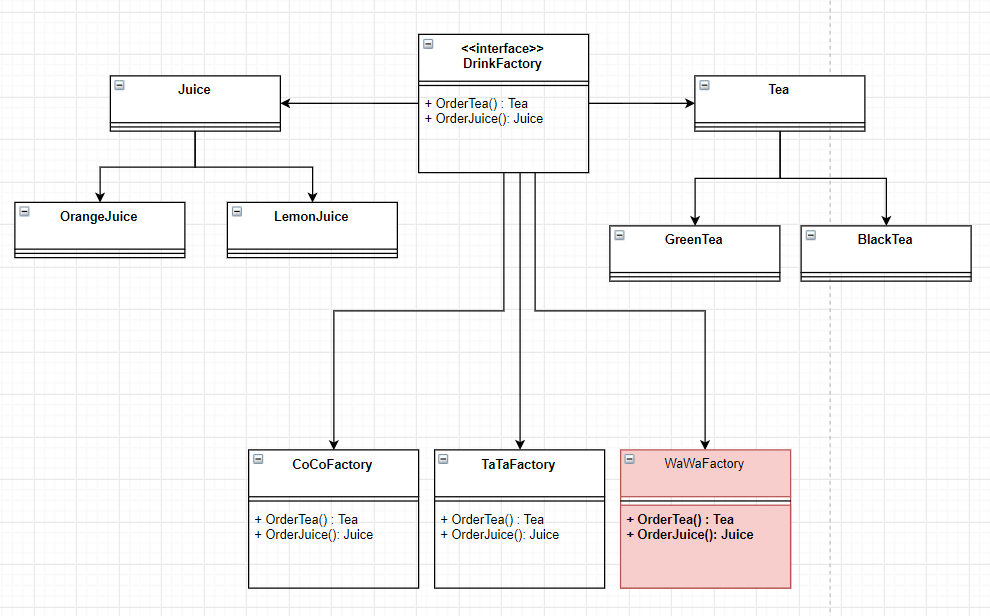 <<interface>>
DrinkFactory
+ OrderTea() : Tea
+ OrderJuice(): Juice
Juice
Tea
OrangeJuice
LemonJuice
GreenTea
BlackTea
CoCoFactory
+ OrderTea() : Tea
+ OrderJuice(): Juice
TaTaFactory
+ OrderTea() : Tea
+ OrderJuice(): Juice
WaWaFactory
+ OrderTea() : Tea
+ OrderJuice(): Juice